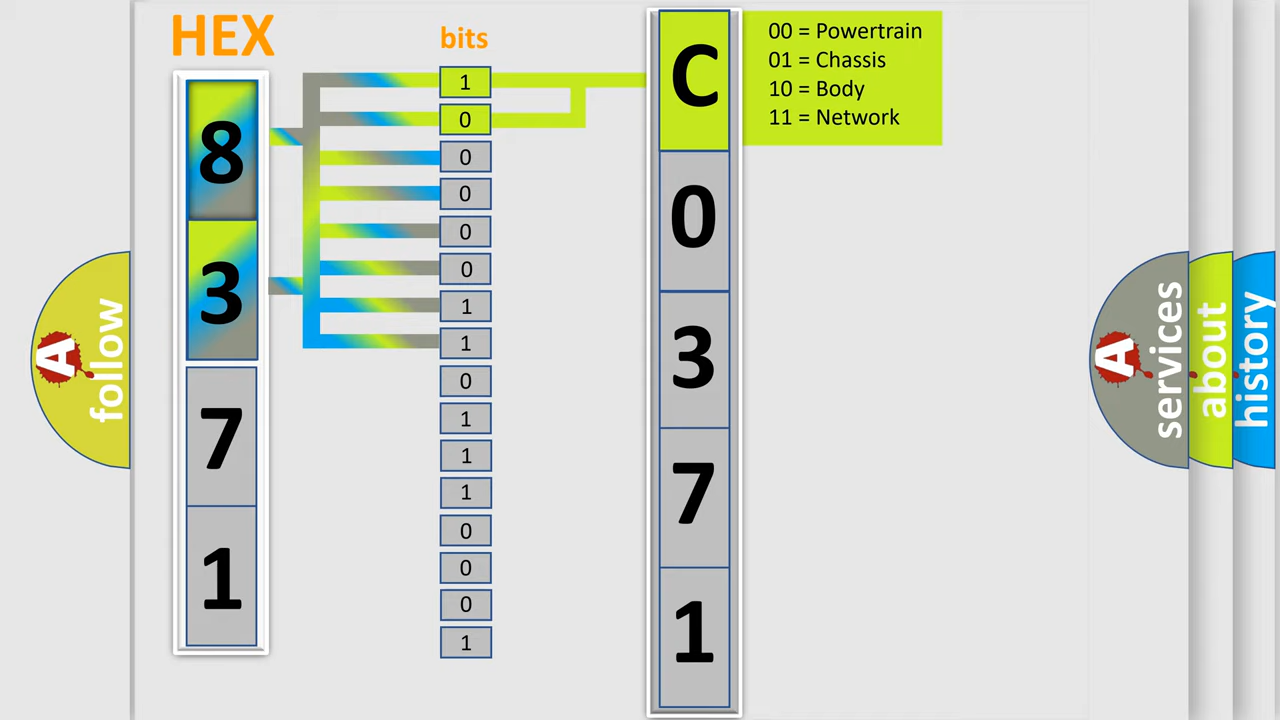 HEX
bits
8
3
7
1
1
0
0
0
0
0
1
1
0
1
1
1
0
0
0
1
C
0
3
7
1
00 = Powertrain
01 = Chassis
10 = Body
11 = Network
A
follow
A
services
about
history